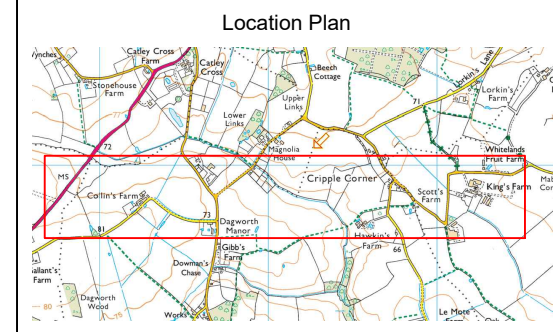 Location Plan
Catley Cross
Farm
Catley
Cross
Stonehouse
Farm
Beech
Cottage
Lorkin's Lane
Lorkin's
Farm
Upper
Links
Lower
Links
71
72
Magnolia
House
Whitelands
Fruit Farm
MS
Cripple Corner
Collin's Farm
Scott's
Farm
King's Farm
73
Dagworth
Manor
81
Hawkin's
Farm
66
Gibb's
Farm
Dowman's
Chase
80
Dagworth
Wood
75
Works
Le Mote